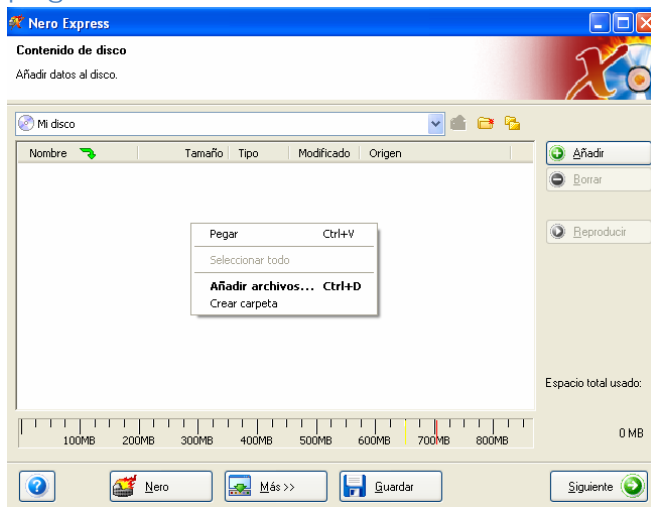 Nero Express
Contenido de disco
Añadir datos al disco.
Mi disco
Nombre Tamaño Tipo Modificado Origen
Añadir
Borrar
Reproducir
Pegar Ctrl+V
Seleccionar todo
Añadir archivos... Ctrl+D
Crear carpeta
Espacio total usado:
0 MB
100MB 200MB 300MB 400MB 500MB 600MB 700MB 800MB
Nero Más >> Guardar Siguiente